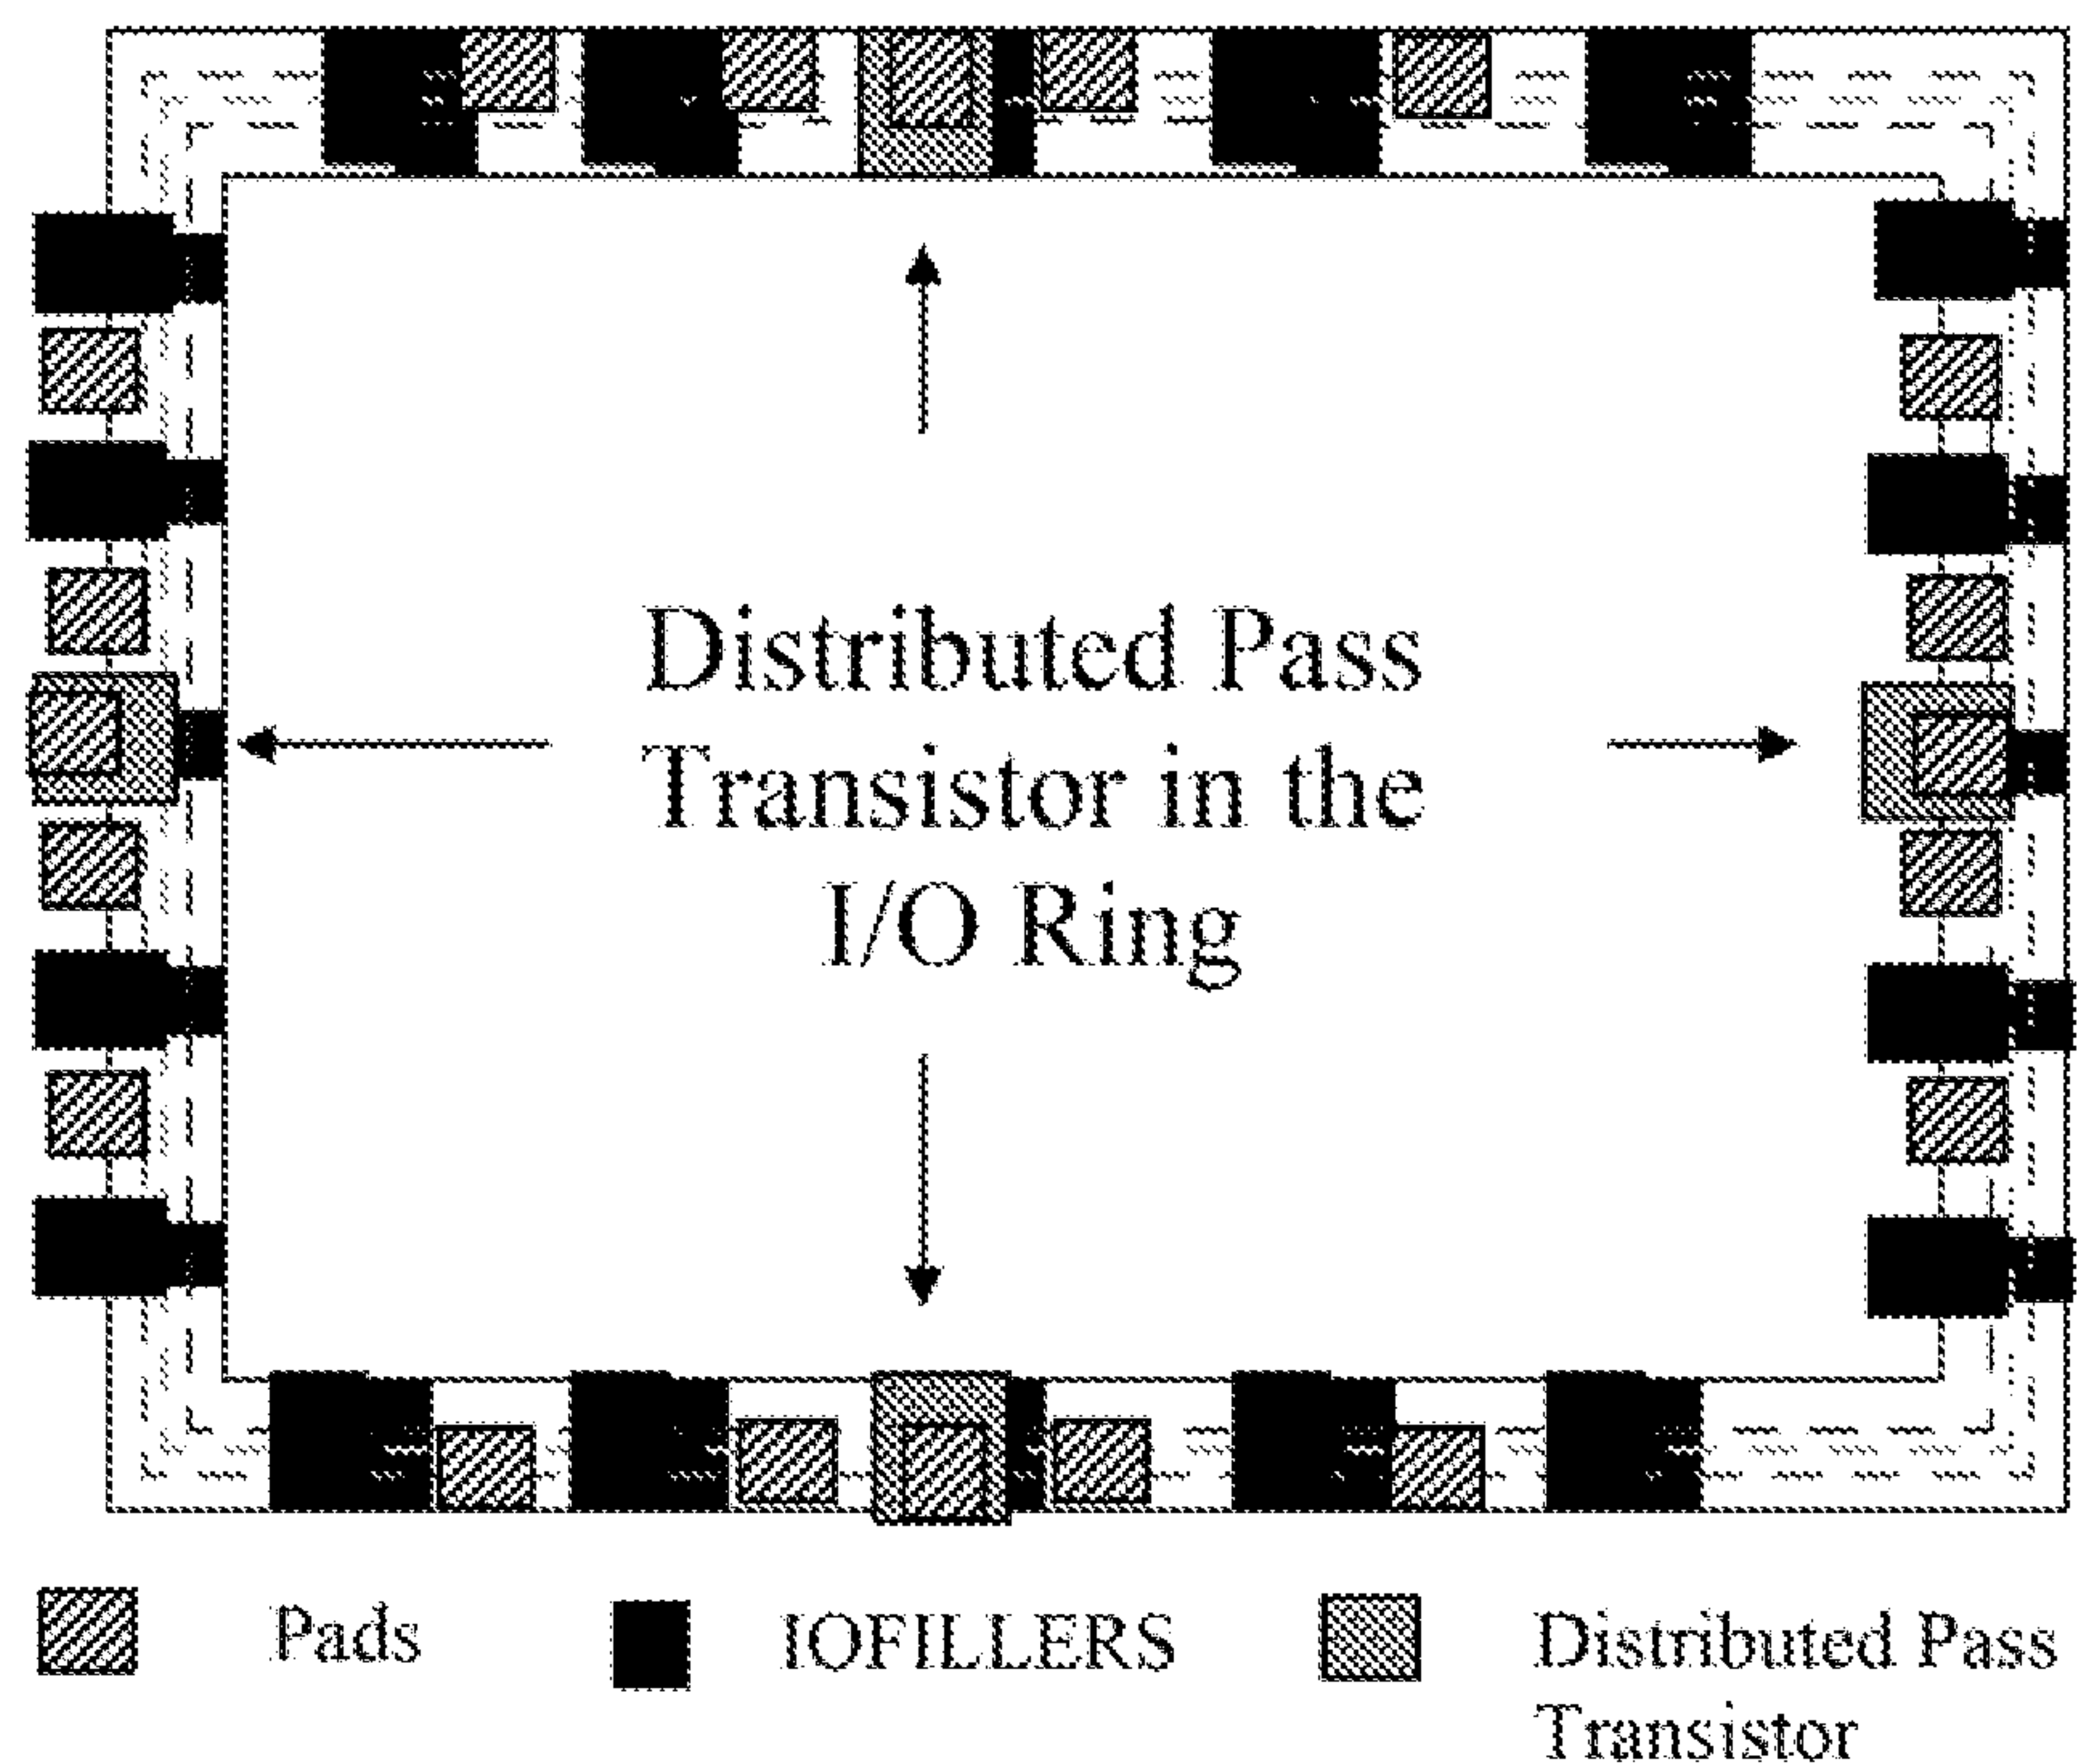 Distributed Pass
Transistor in the
I/O Ring
Pads
IOFILLERS
Distributed Pass
Transistor